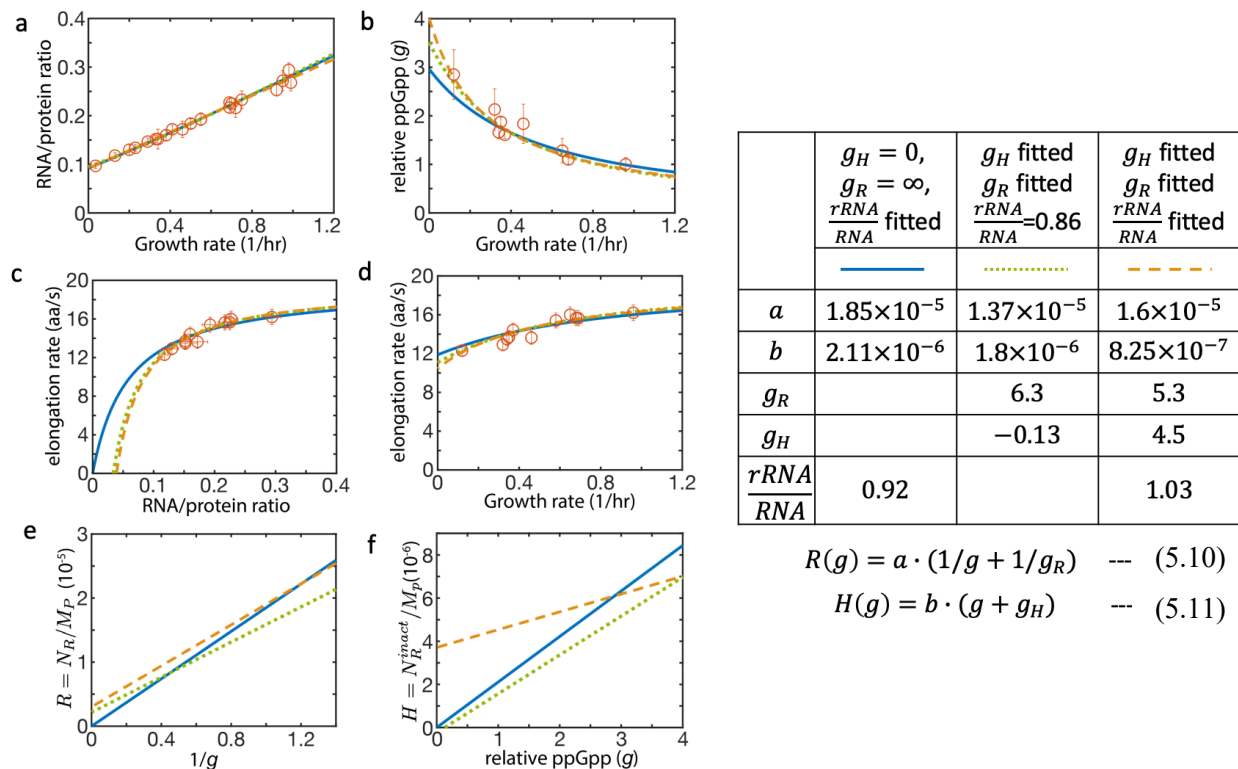 a
RNA/protein ratio
0.4
0.3
0.2
0.1
0
0 0.4 0.8 1.2
Growth rate (1/hr)
b
relative ppGpp (g)
4
3
2
1
0
0 0.4 0.8 1.2
Growth rate (1/hr)
c
elongation rate (aa/s)
20
16
12
8
4
0
0 0.1 0.2 0.3 0.4
RNA/protein ratio
d
elongation rate (aa/s)
20
16
12
8
4
0
0 0.4 0.8 1.2
Growth rate (1/hr)
e
R = N_R/M_P (10^-5)
3
2
1
0
0 0.4 0.8 1.2
1/g
f
H = N_R^inact/M_p(10^-6)
8
6
4
2
0
0 1 2 3 4
relative ppGpp (g)
g_H = 0, g_H fitted g_H fitted
g_R = ∞, g_R fitted g_R fitted
rRNA/RNA fitted rRNA/RNA=0.86 rRNA/RNA fitted
a 1.85×10^−5 1.37×10^−5 1.6×10^−5
b 2.11×10^−6 1.8×10^−6 8.25×10^−7
g_R 6.3 5.3
g_H −0.13 4.5
rRNA/RNA 0.92 1.03
R(g) = a · (1/g + 1/g_R) --- (5.10)
H(g) = b · (g + g_H) --- (5.11)